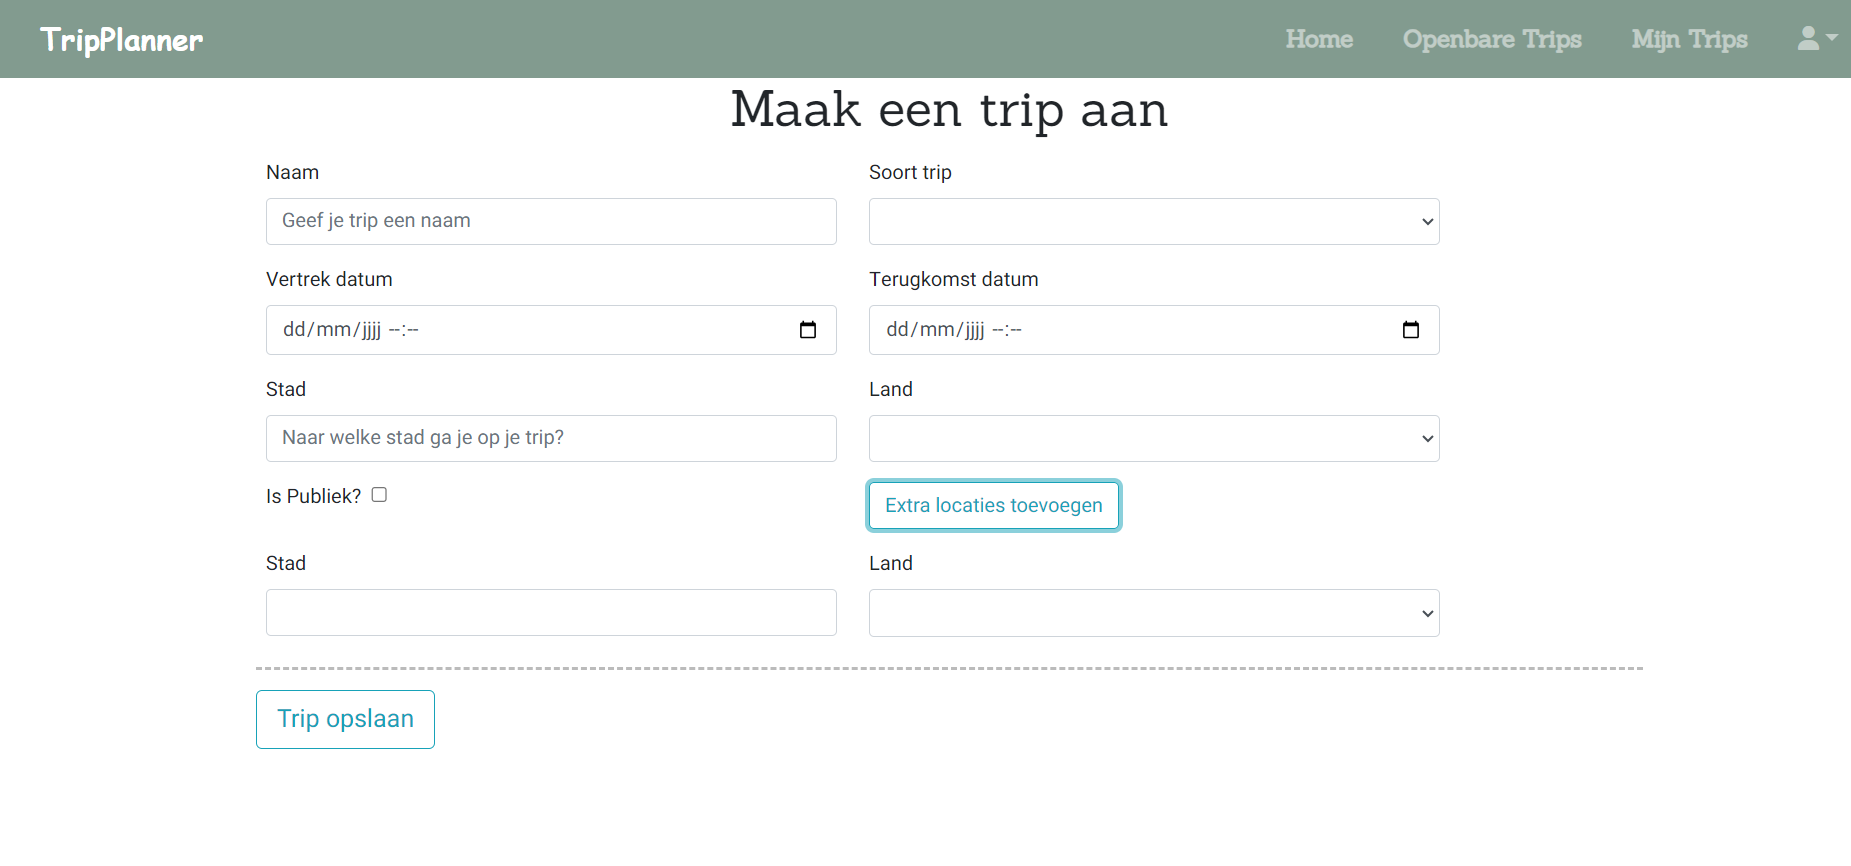 TripPlanner
Home Openbare Trips Mijn Trips
Maak een trip aan
Naam Soort trip
Geef je trip een naam
Vertrek datum Terugkomst datum
dd/mm/jjjj --:-- dd/mm/jjjj --:--
Stad Land
Naar welke stad ga je op je trip?
Is Publiek? Extra locaties toevoegen
Stad Land
Trip opslaan